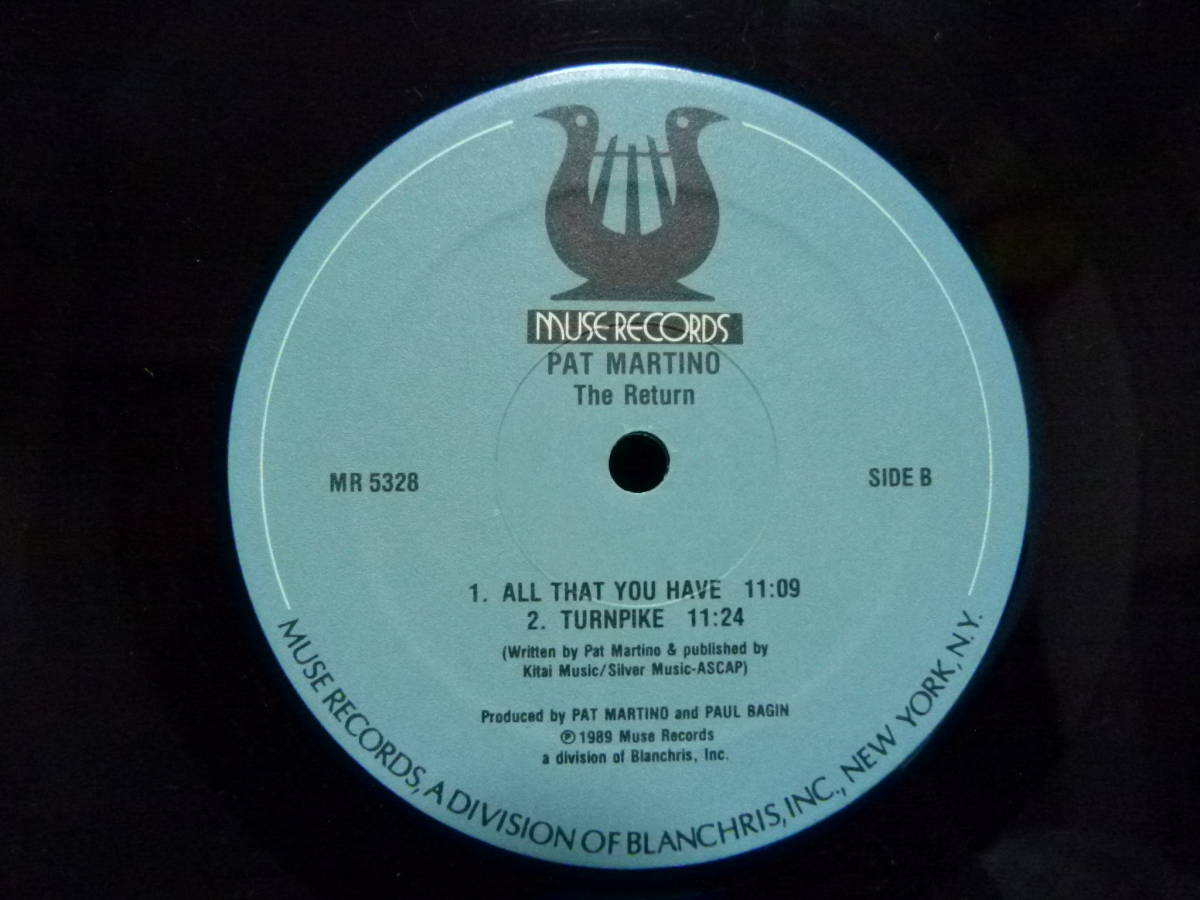 MUSE RECORDS
PAT MARTINO
The Return
MR 5328
SIDE B
1. ALL THAT YOU HAVE 11:09
2. TURNPIKE 11:24
(Written by Pat Martino & published by
Kitai Music/Silver Music-ASCAP)
Produced by PAT MARTINO and PAUL BAGIN
℗ 1989 Muse Records
a division of Blanchris, Inc.
MUSE RECORDS, A DIVISION OF BLANCHRIS, INC., NEW YORK, N.Y.